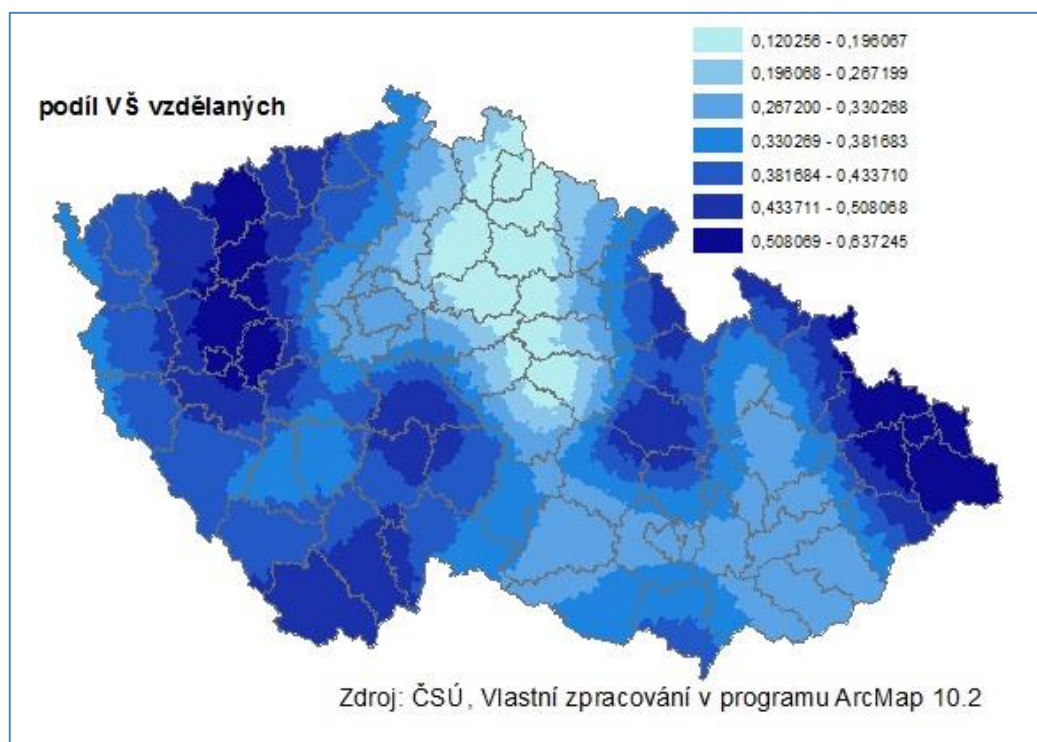 podíl VŠ vzdělaných
0,120256 - 0,196067
0,196068 - 0,267199
0,267200 - 0,330268
0,330269 - 0,381683
0,381684 - 0,433710
0,433711 - 0,508068
0,508069 - 0,637245
Zdroj: ČSÚ, Vlastní zpracování v programu ArcMap 10.2